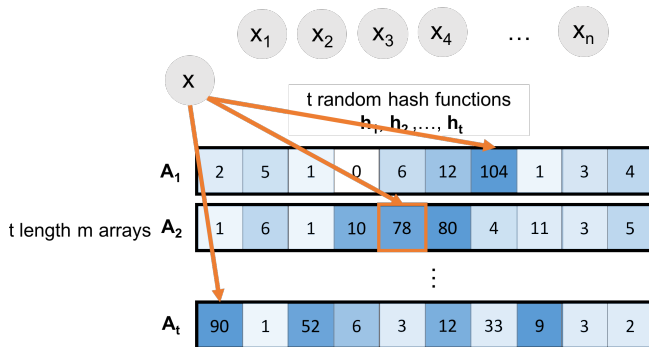 x₁ x₂ x₃ x₄ … xₙ
x
t random hash functions
h₁, h₂ ,…, hₜ
A₁ 2 5 1 0 6 12 104 1 3 4
t length m arrays A₂ 1 6 1 10 78 80 4 11 3 5
⋮
Aₜ 90 1 52 6 3 12 33 9 3 2